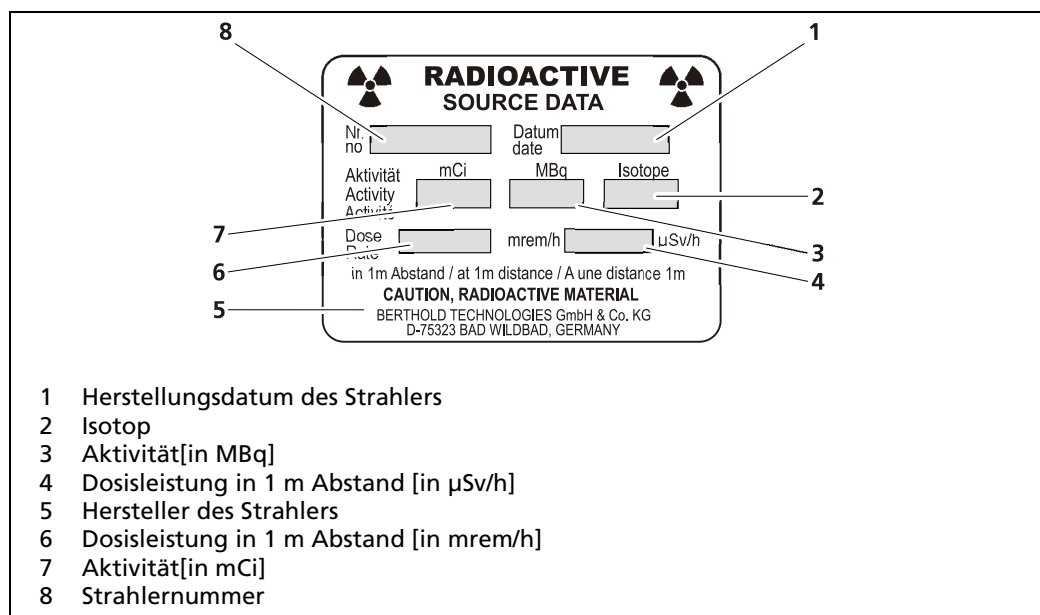 8 1
RADIOACTIVE
SOURCE DATA
Nr. Datum
no date
mCi MBq Isotope
Aktivität
Activity
Activité
2
7
Dose mrem/h µSv/h
Rate
3
6
4
in 1m Abstand / at 1m distance / A une distance 1m
CAUTION, RADIOACTIVE MATERIAL
5 BERTHOLD TECHNOLOGIES GmbH & Co. KG
D-75323 BAD WILDBAD, GERMANY
1 Herstellungsdatum des Strahlers
2 Isotop
3 Aktivität[in MBq]
4 Dosisleistung in 1 m Abstand [in µSv/h]
5 Hersteller des Strahlers
6 Dosisleistung in 1 m Abstand [in mrem/h]
7 Aktivität[in mCi]
8 Strahlernummer